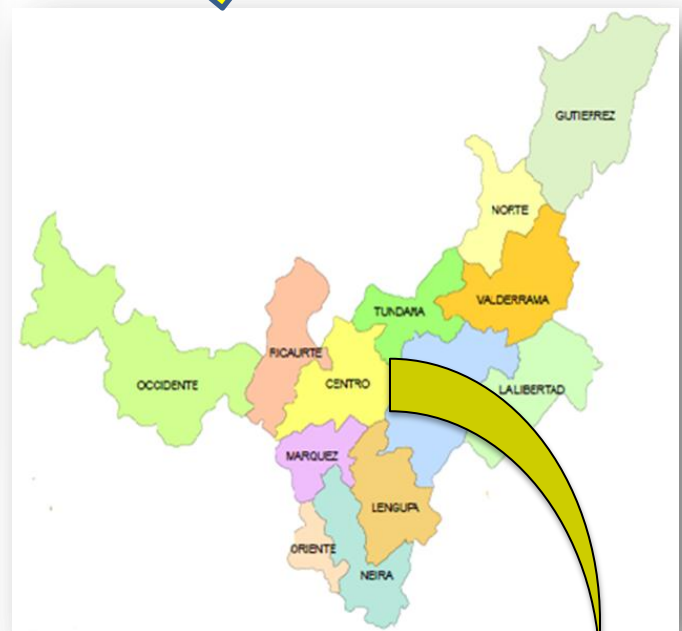 GUTIERREZ
NORTE
VALDERRAMA
TUNDAMA
RICAURTE
CENTRO
OCCIDENTE
LA LIBERTAD
MARQUEZ
LENGUPA
ORIENTE
NEIRA